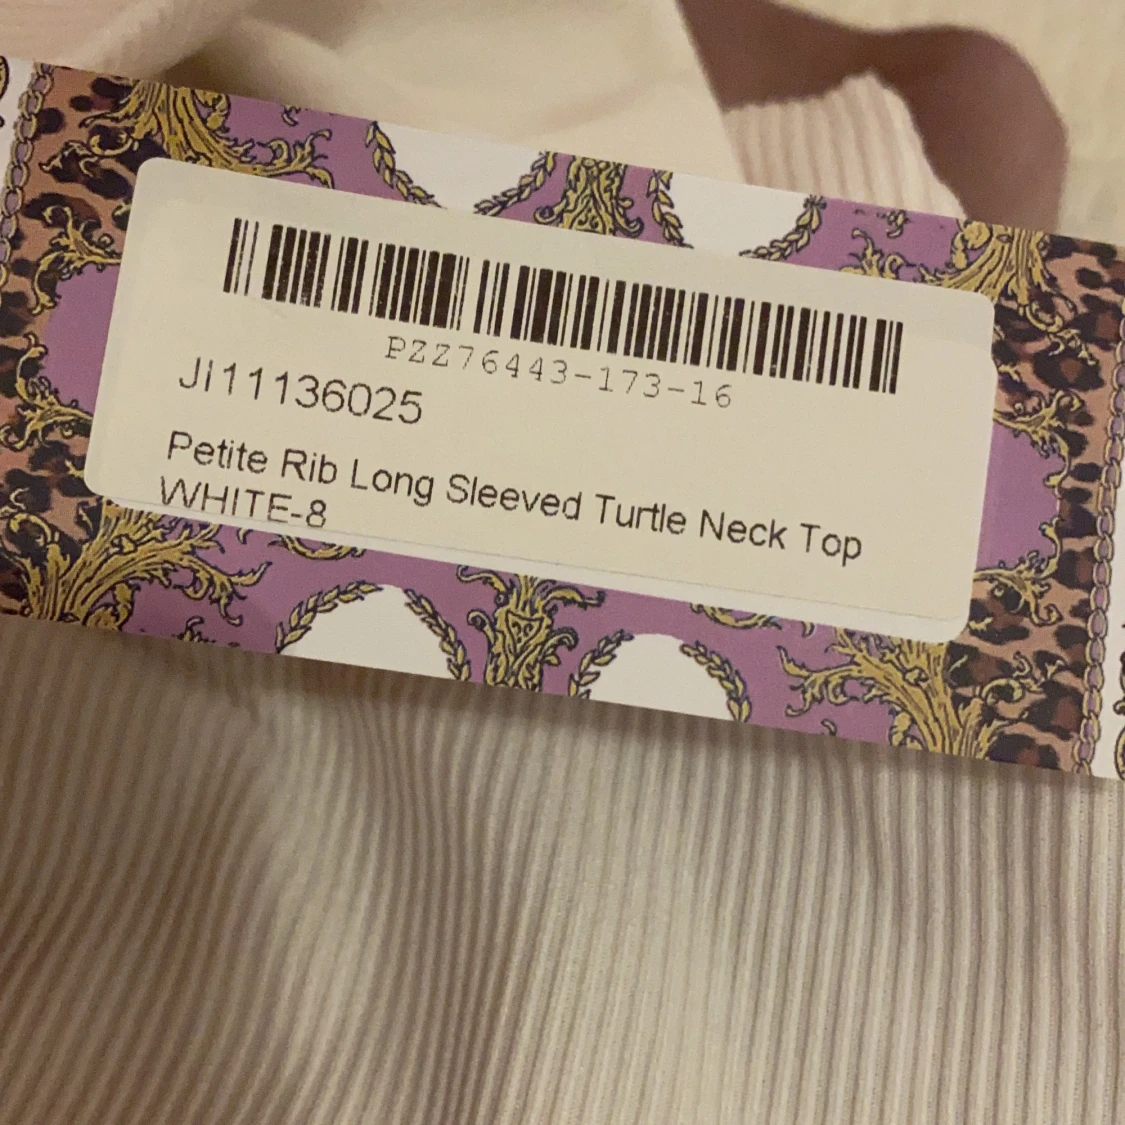 PZZ76443-173-16
JI11136025
Petite Rib Long Sleeved Turtle Neck Top
WHITE-8